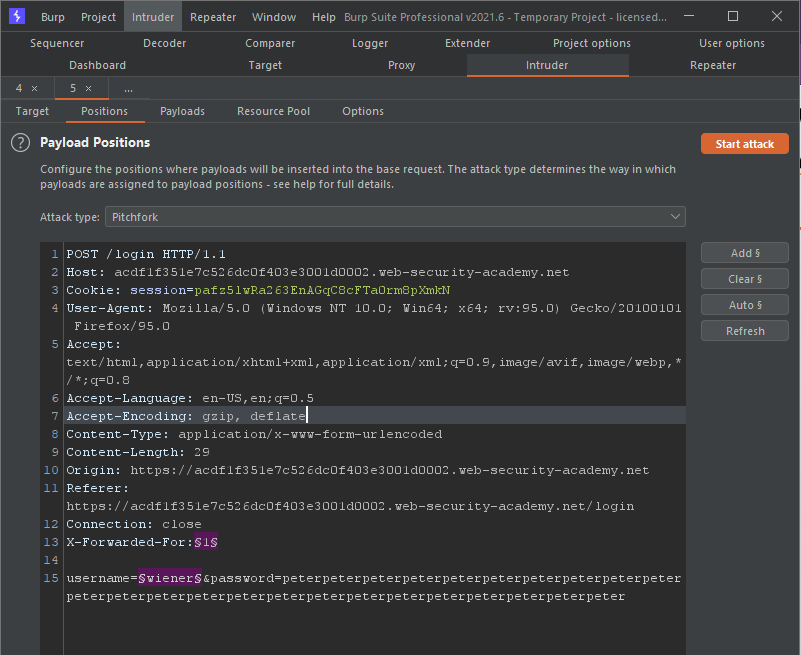 Burp Project Intruder Repeater Window Help Burp Suite Professional v2021.6 - Temporary Project - licensed...
Sequencer Decoder Comparer Logger Extender Project options User options
Dashboard Target Proxy Intruder Repeater
4 × 5 × ...
Target Positions Payloads Resource Pool Options
? Payload Positions
Start attack
Configure the positions where payloads will be inserted into the base request. The attack type determines the way in which
payloads are assigned to payload positions - see help for full details.
Attack type: Pitchfork
Add §
Clear §
Auto §
Refresh
1 POST /login HTTP/1.1
2 Host: acdf1f351e7c526dc0f403e3001d0002.web-security-academy.net
3 Cookie: session=pafz51wRa263EnAGqC8cFTaOrm8pXmkN
4 User-Agent: Mozilla/5.0 (Windows NT 10.0; Win64; x64; rv:95.0) Gecko/20100101
Firefox/95.0
5 Accept:
text/html,application/xhtml+xml,application/xml;q=0.9,image/avif,image/webp,*
/*;q=0.8
6 Accept-Language: en-US,en;q=0.5
7 Accept-Encoding: gzip, deflate
8 Content-Type: application/x-www-form-urlencoded
9 Content-Length: 29
10 Origin: https://acdf1f351e7c526dc0f403e3001d0002.web-security-academy.net
11 Referer:
https://acdf1f351e7c526dc0f403e3001d0002.web-security-academy.net/login
12 Connection: close
13 X-Forwarded-For:§1§
14
15 username=§wiener§&password=peterpeterpeterpeterpeterpeterpeterpeterpeterpeter
peterpeterpeterpeterpeterpeterpeterpeterpeterpeterpeterpeterpeterpeter